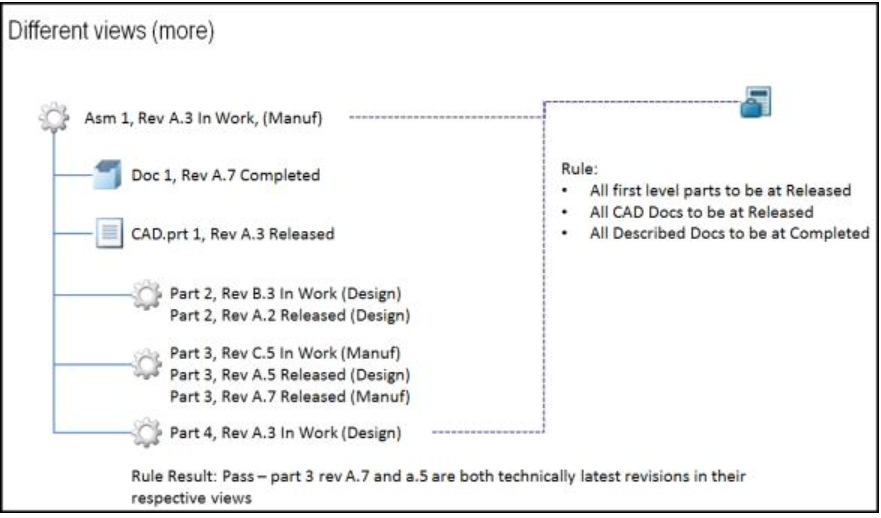 Different views (more)
Asm 1, Rev A.3 In Work, (Manuf)
Doc 1, Rev A.7 Completed
CAD.prt 1, Rev A.3 Released
Part 2, Rev B.3 In Work (Design)
Part 2, Rev A.2 Released (Design)
Part 3, Rev C.5 In Work (Manuf)
Part 3, Rev A.5 Released (Design)
Part 3, Rev A.7 Released (Manuf)
Part 4, Rev A.3 In Work (Design)
Rule:
• All first level parts to be at Released
• All CAD Docs to be at Released
• All Described Docs to be at Completed
Rule Result: Pass – part 3 rev A.7 and a.5 are both technically latest revisions in their
respective views